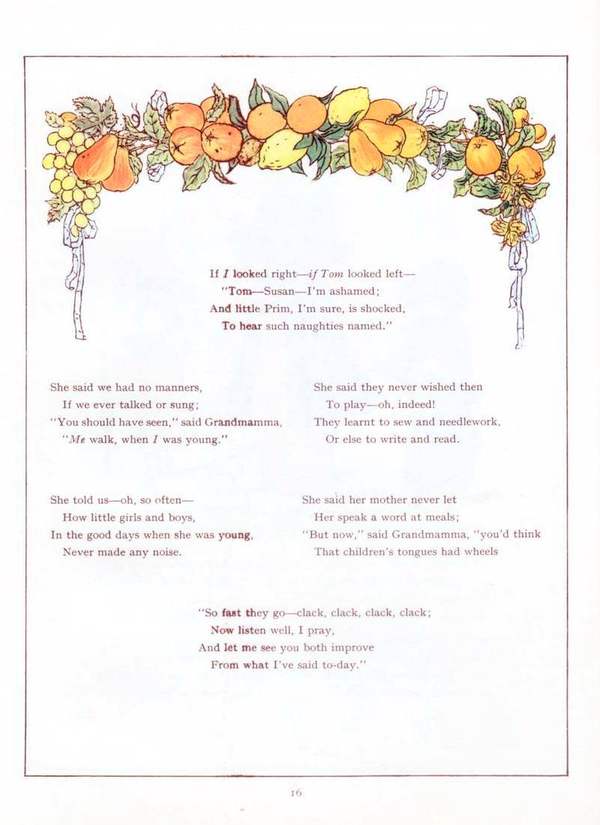 If I looked right—if Tom looked left—
"Tom—Susan—I'm ashamed;
And little Prim, I'm sure, is shocked,
To hear such naughties named."
She said we had no manners,
If we ever talked or sung;
"You should have seen," said Grandmamma,
"Me walk, when I was young."
She said they never wished then
To play—oh, indeed!
They learnt to sew and needlework,
Or else to write and read.
She told us—oh, so often—
How little girls and boys,
In the good days when she was young,
Never made any noise.
She said her mother never let
Her speak a word at meals;
"But now," said Grandmamma, "you'd think
That children's tongues had wheels
"So fast they go—clack, clack, clack, clack;
Now listen well, I pray,
And let me see you both improve
From what I've said to-day."
16